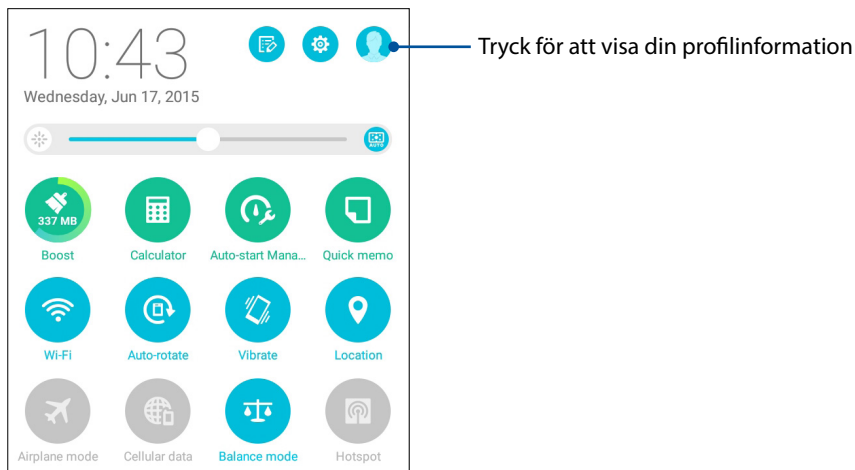 10:43
Wednesday, Jun 17, 2015
Tryck för att visa din profilinformation
AUTO
337 MB
Boost
Calculator
Auto-start Mana...
Quick memo
Wi-Fi
Auto-rotate
Vibrate
Location
Airplane mode
Cellular data
Balance mode
Hotspot